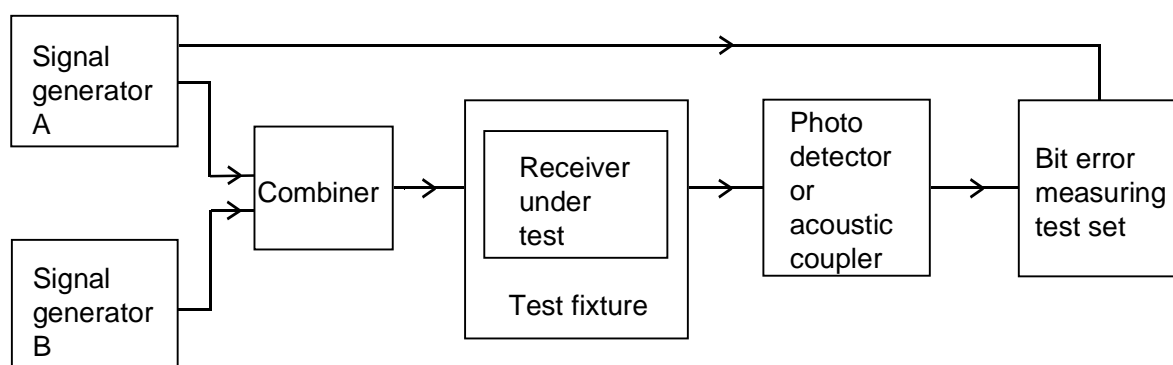 Signal
generator
A
Combiner
Signal
generator
B
Receiver
under
test
Test fixture
Photo
detector
or
acoustic
coupler
Bit error
measuring
test set